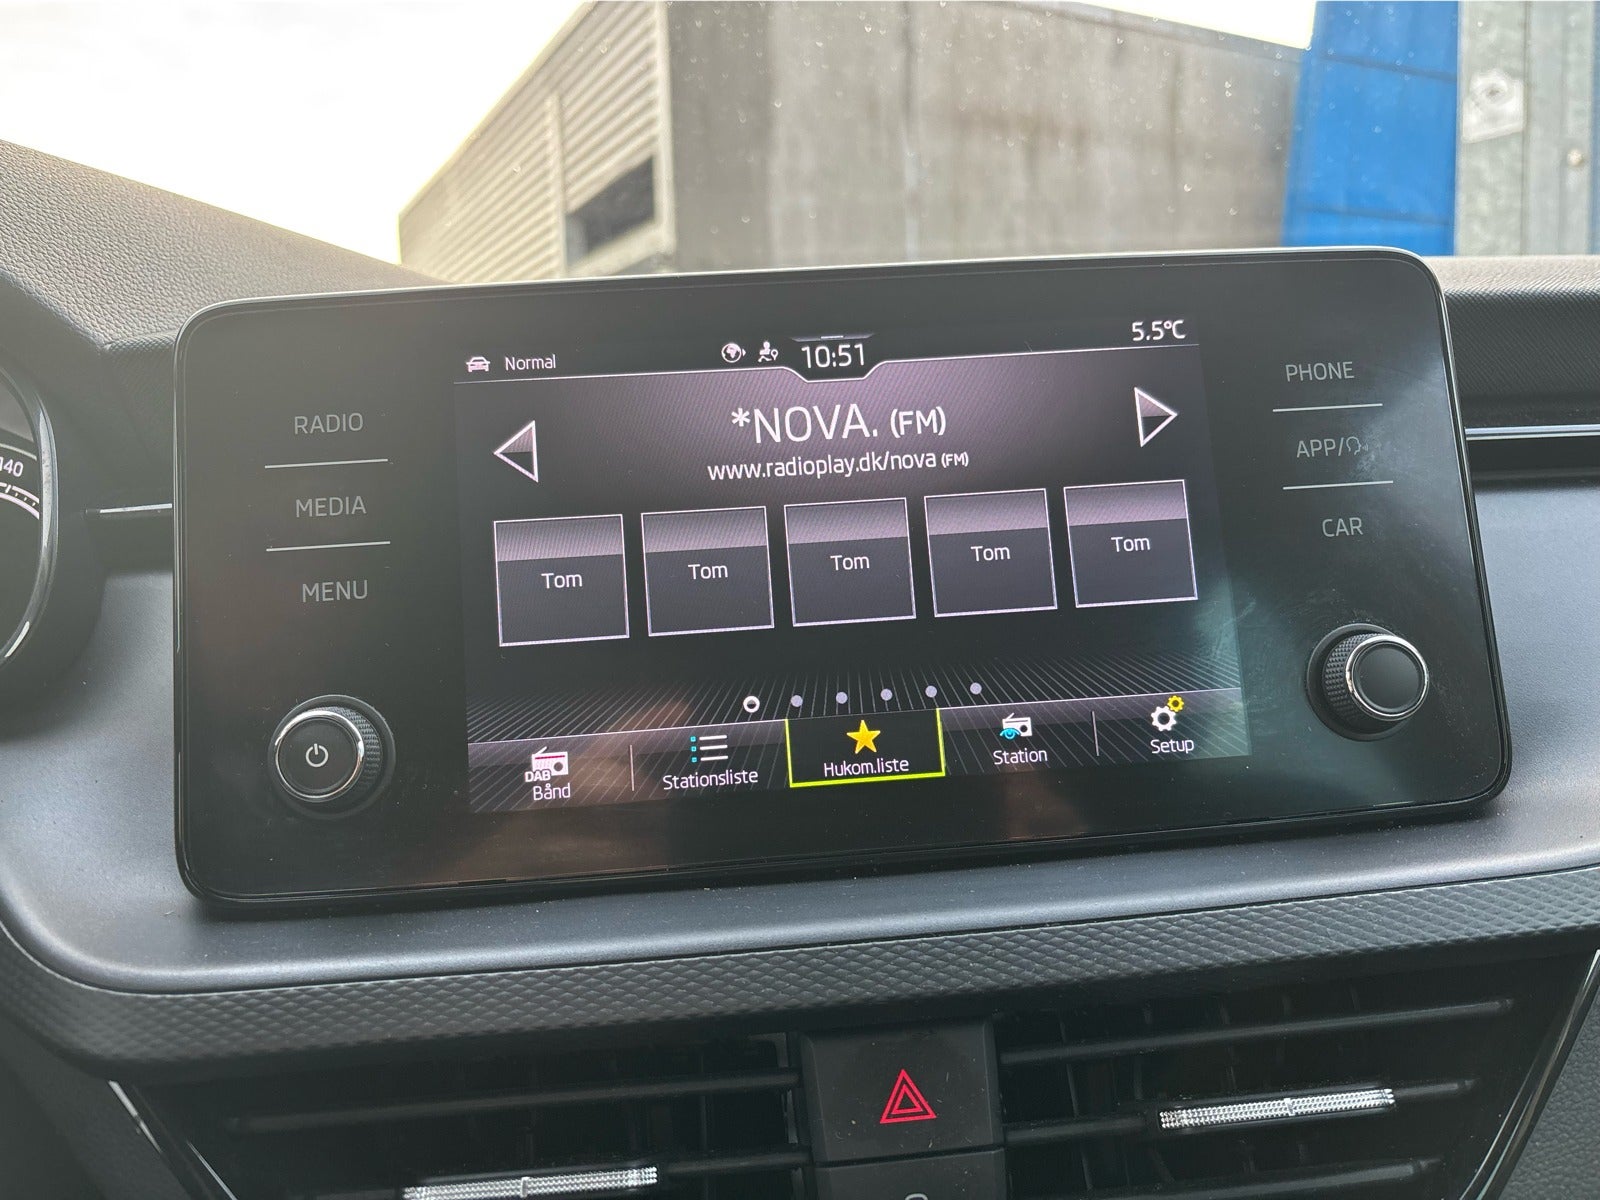 Normal
10:51
5.5°C
*NOVA. (FM)
www.radioplay.dk/nova (FM)
Tom
Tom
Tom
Tom
Tom
DAB
Bånd
Stationsliste
Hukom.liste
Station
Setup
RADIO
MEDIA
MENU
PHONE
APP/
CAR
140